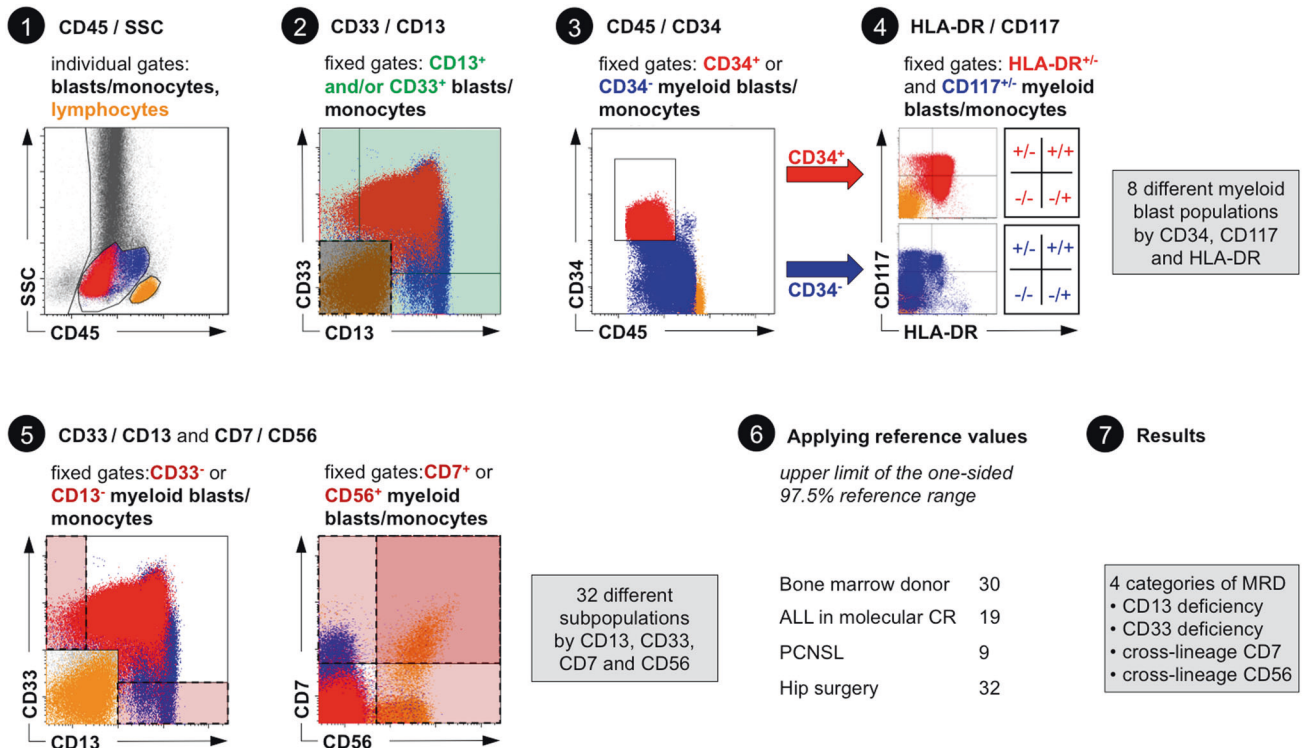 1 CD45 / SSC
individual gates:
blasts/monocytes,
lymphocytes
SSC
CD45
2 CD33 / CD13
fixed gates: CD13+
and/or CD33+ blasts/
monocytes
CD33
CD13
3 CD45 / CD34
fixed gates: CD34+ or
CD34- myeloid blasts/
monocytes
CD34
CD45
CD34+
CD34-
4 HLA-DR / CD117
fixed gates: HLA-DR+/-
and CD117+/- myeloid
blasts/monocytes
+/- +/+
-/- -/+
+/- +/+
-/- -/+
CD117
HLA-DR
8 different myeloid
blast populations
by CD34, CD117
and HLA-DR
5 CD33 / CD13 and CD7 / CD56
fixed gates:CD33- or
CD13- myeloid blasts/
monocytes
CD33
CD13
fixed gates:CD7+ or
CD56+ myeloid
blasts/monocytes
CD7
CD56
32 different
subpopulations
by CD13, CD33,
CD7 and CD56
6 Applying reference values
upper limit of the one-sided
97.5% reference range
Bone marrow donor 30
ALL in molecular CR 19
PCNSL 9
Hip surgery 32
7 Results
4 categories of MRD
• CD13 deficiency
• CD33 deficiency
• cross-lineage CD7
• cross-lineage CD56